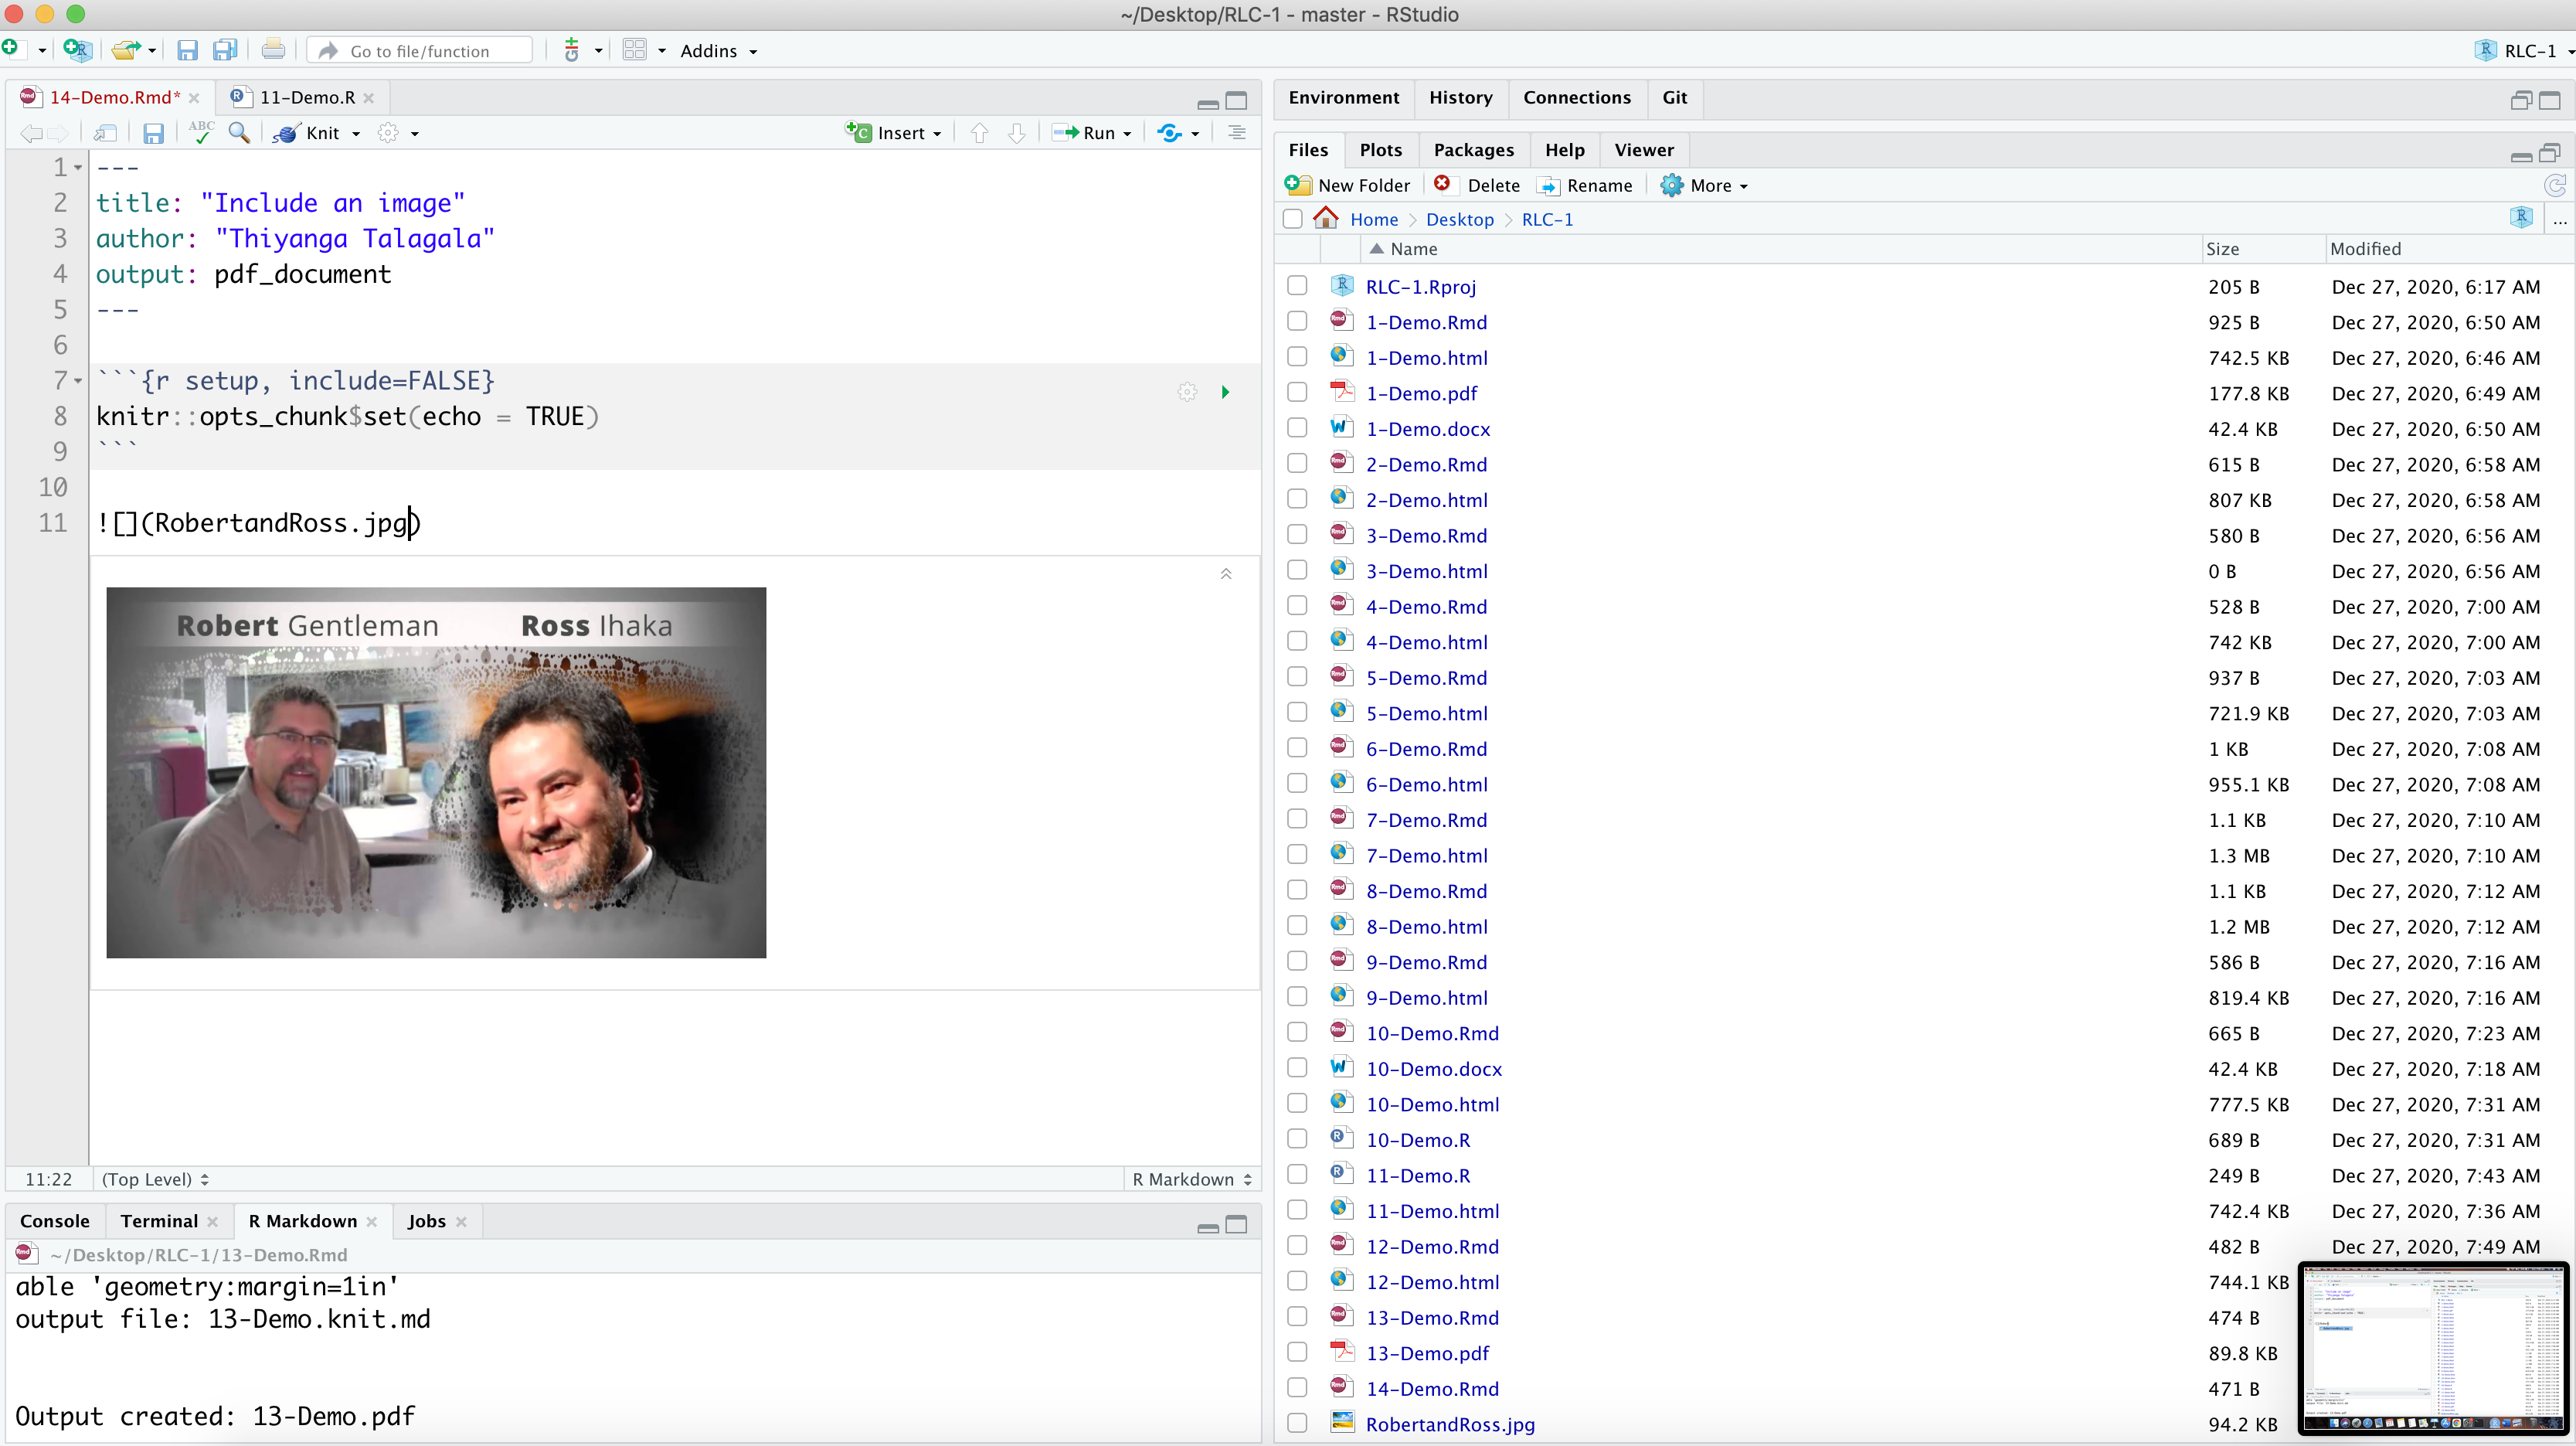 ~/Desktop/RLC-1 - master - RStudio
Go to file/function
Addins
RLC-1
14-Demo.Rmd*
11-Demo.R
ABC
Knit
Insert
Run
1 ---
2 title: "Include an image"
3 author: "Thiyanga Talagala"
4 output: pdf_document
5 ---
6
7 ```{r setup, include=FALSE}
8 knitr::opts_chunk$set(echo = TRUE)
9 ```
10
11 ![](RobertandRoss.jpg)
Robert Gentleman Ross Ihaka
11:22 (Top Level) R Markdown
Console Terminal R Markdown Jobs
~/Desktop/RLC-1/13-Demo.Rmd
able 'geometry:margin=1in'
output file: 13-Demo.knit.md
Output created: 13-Demo.pdf
Environment History Connections Git
Files Plots Packages Help Viewer
New Folder Delete Rename More
Home Desktop RLC-1
...
Name Size Modified
RLC-1.Rproj 205 B Dec 27, 2020, 6:17 AM
1-Demo.Rmd 925 B Dec 27, 2020, 6:50 AM
1-Demo.html 742.5 KB Dec 27, 2020, 6:46 AM
1-Demo.pdf 177.8 KB Dec 27, 2020, 6:49 AM
1-Demo.docx 42.4 KB Dec 27, 2020, 6:50 AM
2-Demo.Rmd 615 B Dec 27, 2020, 6:58 AM
2-Demo.html 807 KB Dec 27, 2020, 6:58 AM
3-Demo.Rmd 580 B Dec 27, 2020, 6:56 AM
3-Demo.html 0 B Dec 27, 2020, 6:56 AM
4-Demo.Rmd 528 B Dec 27, 2020, 7:00 AM
4-Demo.html 742 KB Dec 27, 2020, 7:00 AM
5-Demo.Rmd 937 B Dec 27, 2020, 7:03 AM
5-Demo.html 721.9 KB Dec 27, 2020, 7:03 AM
6-Demo.Rmd 1 KB Dec 27, 2020, 7:08 AM
6-Demo.html 955.1 KB Dec 27, 2020, 7:08 AM
7-Demo.Rmd 1.1 KB Dec 27, 2020, 7:10 AM
7-Demo.html 1.3 MB Dec 27, 2020, 7:10 AM
8-Demo.Rmd 1.1 KB Dec 27, 2020, 7:12 AM
8-Demo.html 1.2 MB Dec 27, 2020, 7:12 AM
9-Demo.Rmd 586 B Dec 27, 2020, 7:16 AM
9-Demo.html 819.4 KB Dec 27, 2020, 7:16 AM
10-Demo.Rmd 665 B Dec 27, 2020, 7:23 AM
10-Demo.docx 42.4 KB Dec 27, 2020, 7:18 AM
10-Demo.html 777.5 KB Dec 27, 2020, 7:31 AM
10-Demo.R 689 B Dec 27, 2020, 7:31 AM
11-Demo.R 249 B Dec 27, 2020, 7:43 AM
11-Demo.html 742.4 KB Dec 27, 2020, 7:36 AM
12-Demo.Rmd 482 B Dec 27, 2020, 7:49 AM
12-Demo.html 744.1 KB
13-Demo.Rmd 474 B
13-Demo.pdf 89.8 KB
14-Demo.Rmd 471 B
RobertandRoss.jpg 94.2 KB